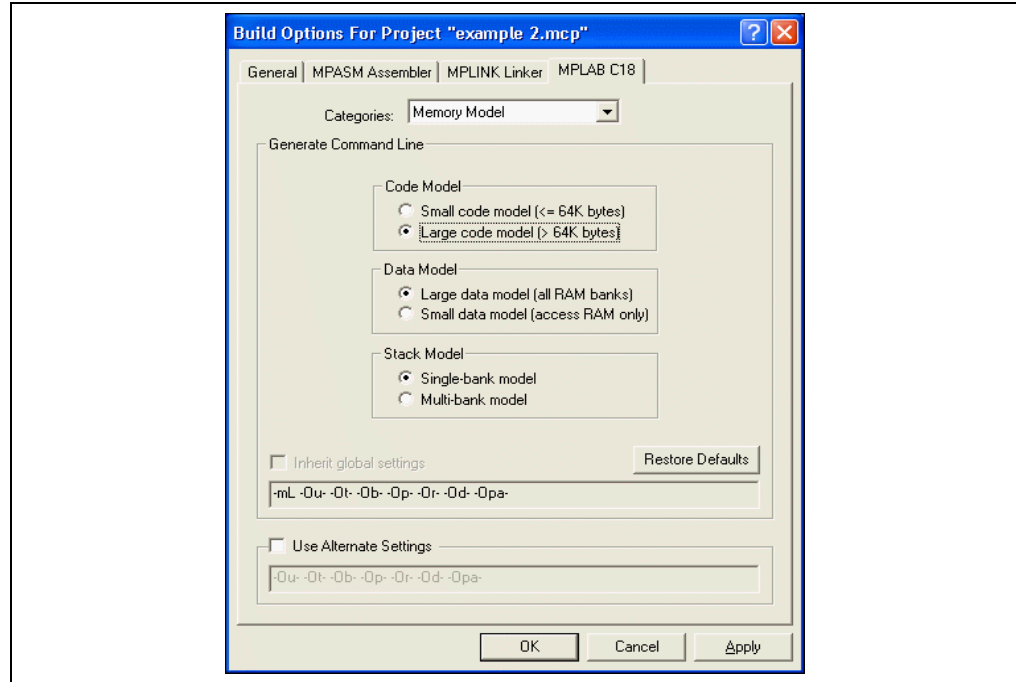 Build Options For Project "example 2.mcp"
General MPASM Assembler MPLINK Linker MPLAB C18
Categories: Memory Model
Generate Command Line
Code Model
Small code model (<= 64K bytes)
Large code model (> 64K bytes)
Data Model
Large data model (all RAM banks)
Small data model (access RAM only)
Stack Model
Single-bank model
Multi-bank model
Inherit global settings Restore Defaults
-mL -Ou- -Ot- -Ob- -Op- -Or- -Od- -Opa-
Use Alternate Settings
-Ou- -Ot- -Ob- -Op- -Or- -Od- -Opa-
OK Cancel Apply